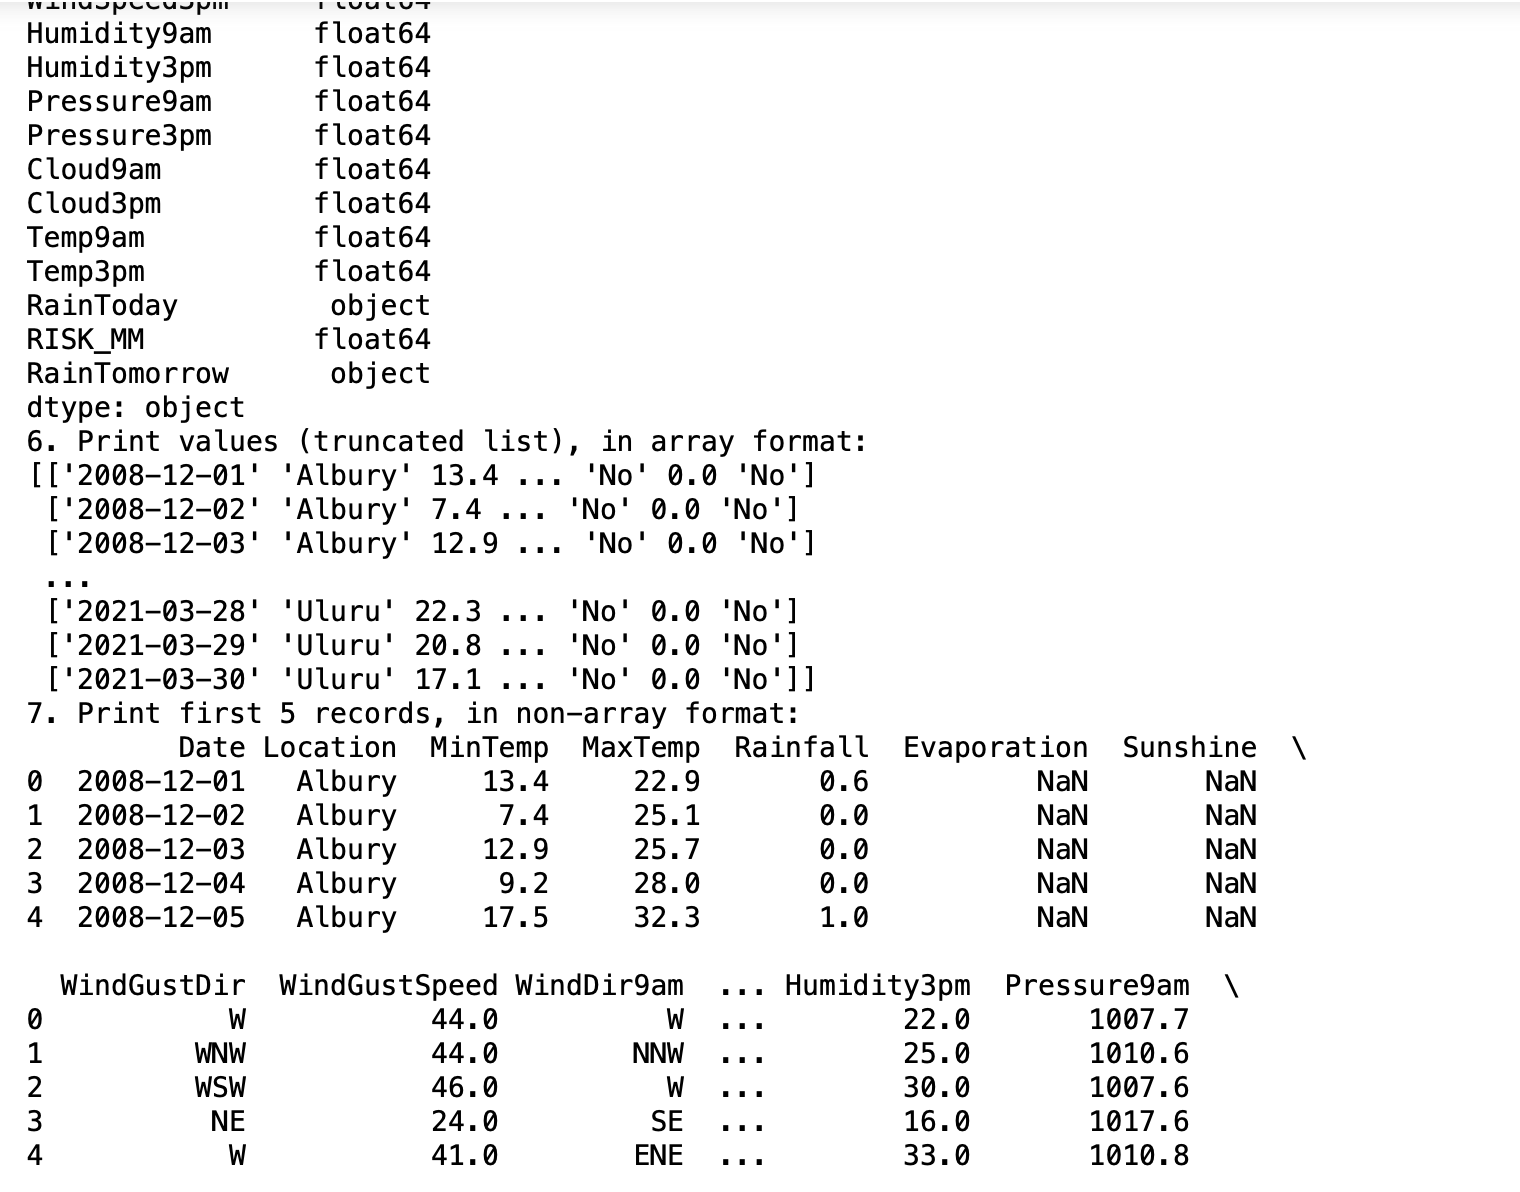 WindSpeed3pm     float64
Humidity9am      float64
Humidity3pm      float64
Pressure9am      float64
Pressure3pm      float64
Cloud9am         float64
Cloud3pm         float64
Temp9am          float64
Temp3pm          float64
RainToday         object
RISK_MM          float64
RainTomorrow      object
dtype: object
6. Print values (truncated list), in array format:
[['2008-12-01' 'Albury' 13.4 ... 'No' 0.0 'No']
 ['2008-12-02' 'Albury' 7.4 ... 'No' 0.0 'No']
 ['2008-12-03' 'Albury' 12.9 ... 'No' 0.0 'No']
 ...
 ['2021-03-28' 'Uluru' 22.3 ... 'No' 0.0 'No']
 ['2021-03-29' 'Uluru' 20.8 ... 'No' 0.0 'No']
 ['2021-03-30' 'Uluru' 17.1 ... 'No' 0.0 'No']]
7. Print first 5 records, in non-array format:
         Date Location  MinTemp  MaxTemp  Rainfall  Evaporation  Sunshine  \
0  2008-12-01   Albury     13.4     22.9       0.6          NaN       NaN
1  2008-12-02   Albury      7.4     25.1       0.0          NaN       NaN
2  2008-12-03   Albury     12.9     25.7       0.0          NaN       NaN
3  2008-12-04   Albury      9.2     28.0       0.0          NaN       NaN
4  2008-12-05   Albury     17.5     32.3       1.0          NaN       NaN

  WindGustDir  WindGustSpeed WindDir9am  ... Humidity3pm  Pressure9am  \
0           W           44.0          W  ...        22.0       1007.7
1         WNW           44.0        NNW  ...        25.0       1010.6
2         WSW           46.0          W  ...        30.0       1007.6
3          NE           24.0         SE  ...        16.0       1017.6
4           W           41.0        ENE  ...        33.0       1010.8